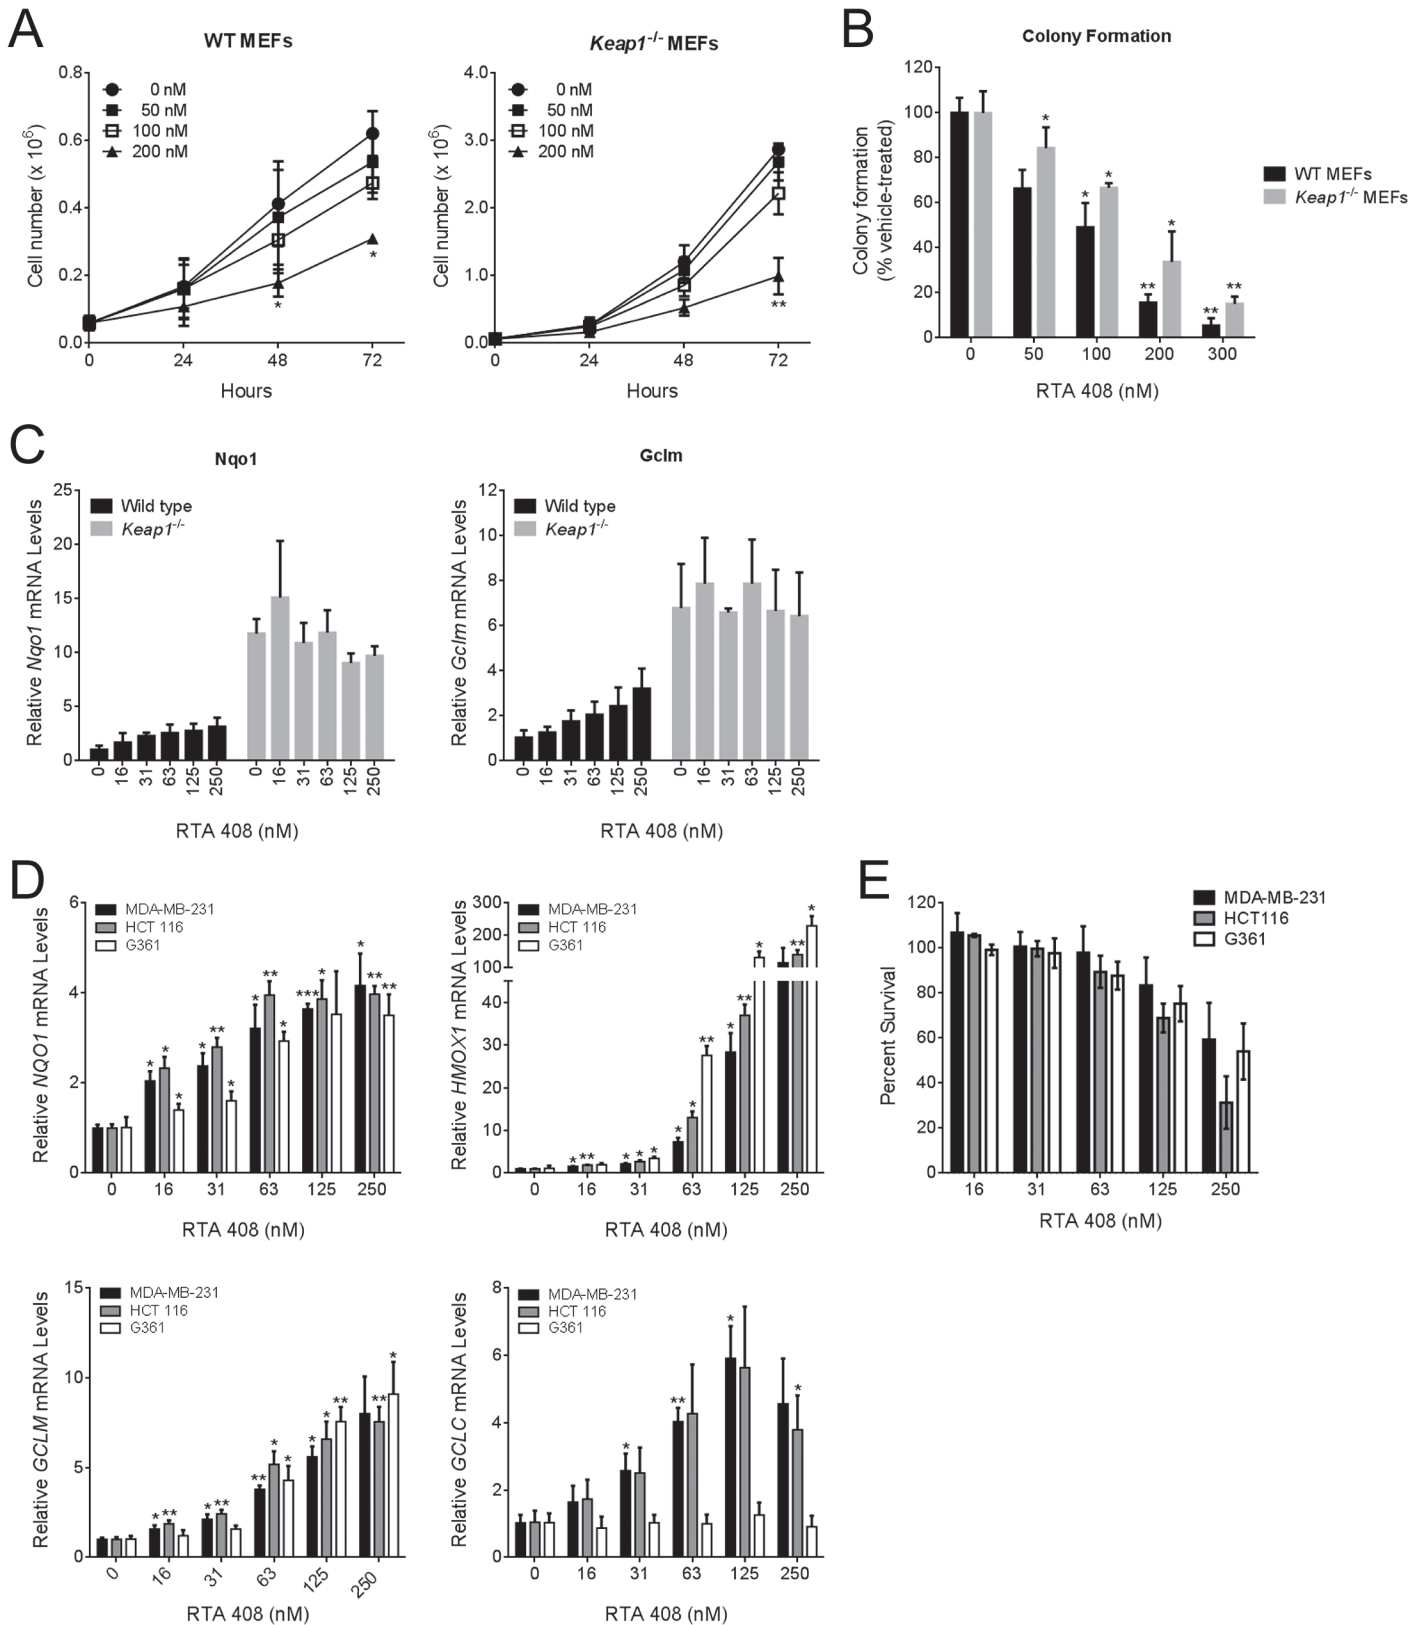 A
WT MEFs
0 nM
50 nM
100 nM
200 nM
Cell number (x 10⁶)
0.8
0.6
0.4
0.2
0.0
*
*
0 24 48 72
Hours
Keap1⁻/⁻ MEFs
0 nM
50 nM
100 nM
200 nM
Cell number (x 10⁶)
4.0
3.0
2.0
1.0
0.0
**
0 24 48 72
Hours
B
Colony Formation
Colony formation
(% vehicle-treated)
120
100
80
60
40
20
0
* * * ** * ** **
0 50 100 200 300
RTA 408 (nM)
WT MEFs
Keap1⁻/⁻ MEFs
C
Nqo1
Wild type
Keap1⁻/⁻
Relative Nqo1 mRNA Levels
25
20
15
10
5
0
0 16 31 63 125 250 0 16 31 63 125 250
RTA 408 (nM)
Gclm
Wild type
Keap1⁻/⁻
Relative Gclm mRNA Levels
12
10
8
6
4
2
0
0 16 31 63 125 250 0 16 31 63 125 250
RTA 408 (nM)
D
MDA-MB-231
HCT 116
G361
Relative NQO1 mRNA Levels
6
4
2
0
* * * * ** * * ** * *** * * ** **
0 16 31 63 125 250
RTA 408 (nM)
MDA-MB-231
HCT 116
G361
Relative HMOX1 mRNA Levels
300
200
100
40
30
20
10
0
* ** * * * * * ** * ** * ** *
0 16 31 63 125 250
RTA 408 (nM)
E
MDA-MB-231
HCT116
G361
Percent Survival
120
100
80
60
40
20
0
16 31 63 125 250
RTA 408 (nM)
MDA-MB-231
HCT 116
G361
Relative GCLM mRNA Levels
15
10
5
0
* ** * ** ** * * * * ** ** *
0 16 31 63 125 250
RTA 408 (nM)
MDA-MB-231
HCT 116
G361
Relative GCLC mRNA Levels
8
6
4
2
0
* ** * *
0 16 31 63 125 250
RTA 408 (nM)